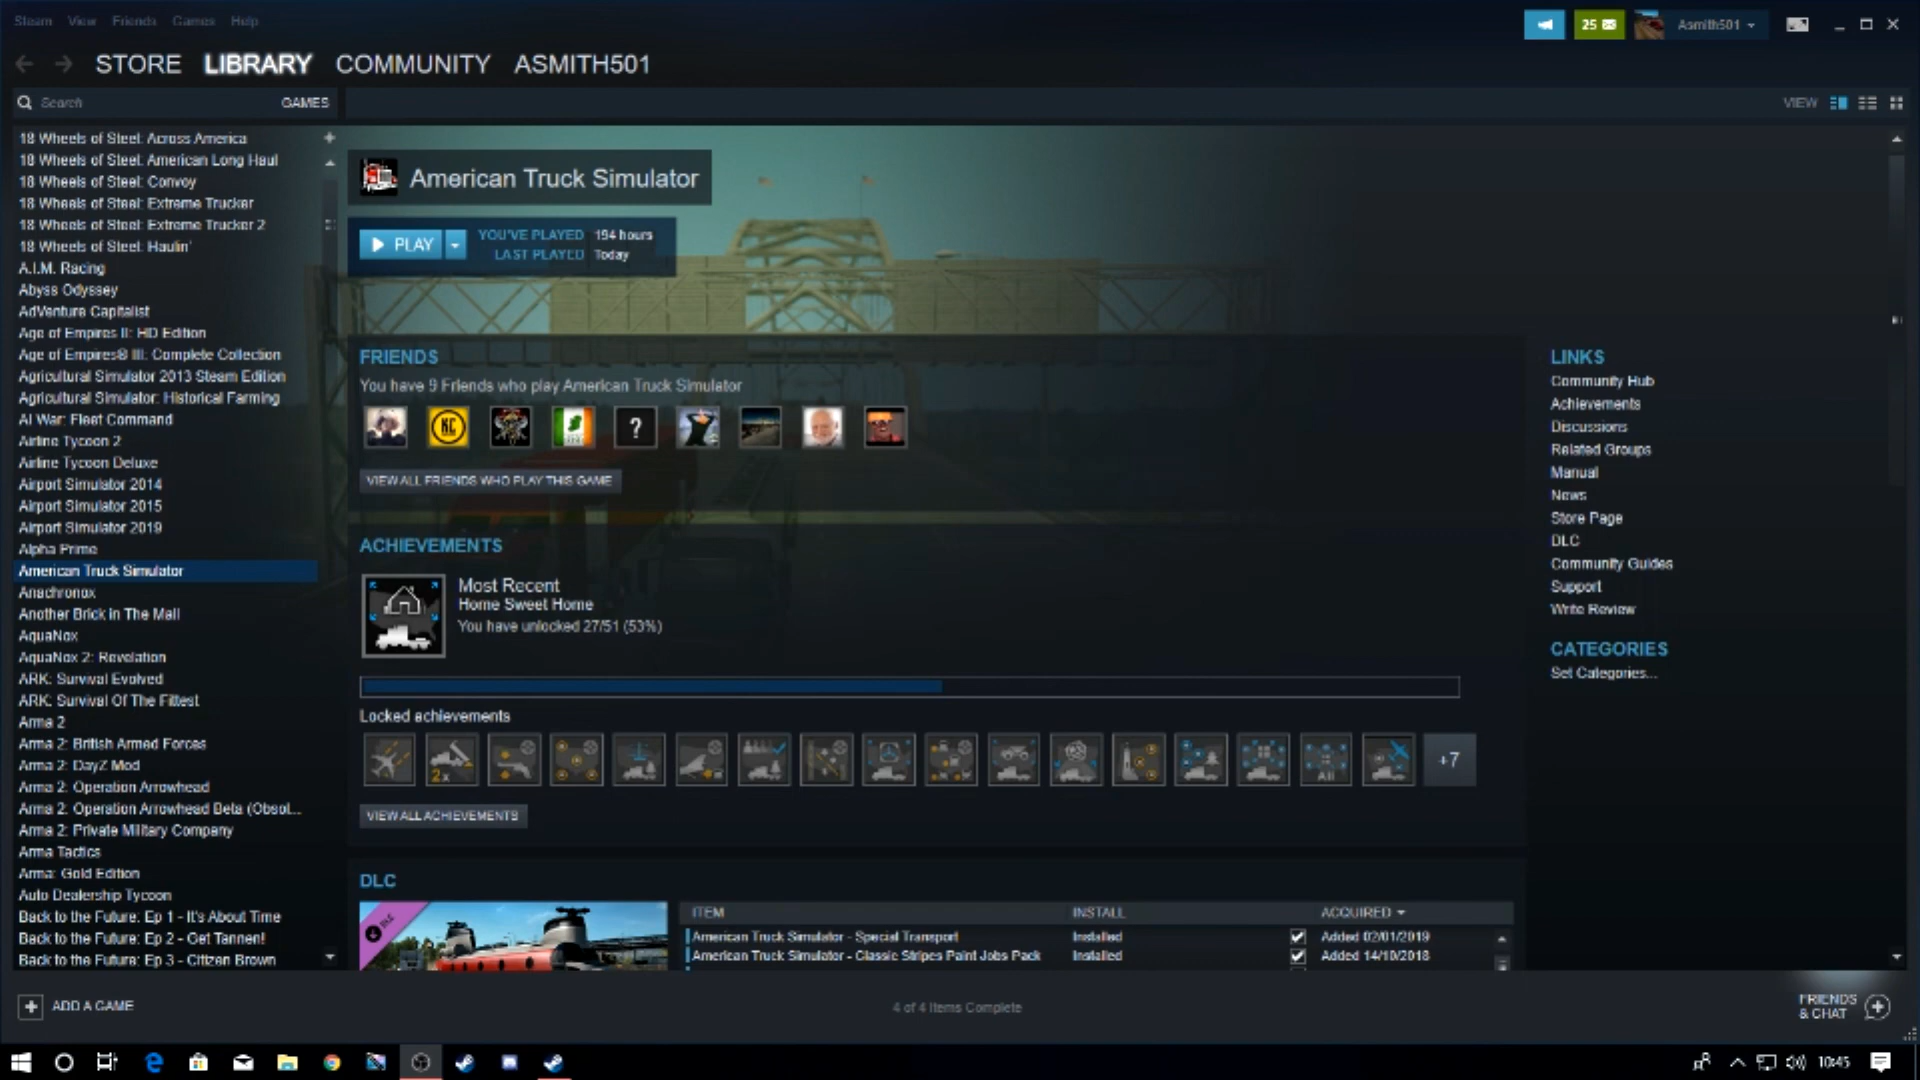 Steam View Friends Games Help
25
Asmith501
STORE LIBRARY COMMUNITY ASMITH501
Search
GAMES
VIEW
18 Wheels of Steel: Across America
18 Wheels of Steel: American Long Haul
18 Wheels of Steel: Convoy
18 Wheels of Steel: Extreme Trucker
18 Wheels of Steel: Extreme Trucker 2
18 Wheels of Steel: Haulin'
A.I.M. Racing
Abyss Odyssey
AdVenture Capitalist
Age of Empires II: HD Edition
Age of Empires® III: Complete Collection
Agricultural Simulator 2013 Steam Edition
Agricultural Simulator: Historical Farming
AI War: Fleet Command
Airline Tycoon 2
Airline Tycoon Deluxe
Airport Simulator 2014
Airport Simulator 2015
Airport Simulator 2019
Alpha Prime
American Truck Simulator
Anachronox
Another Brick in The Mall
AquaNox
AquaNox 2: Revelation
ARK: Survival Evolved
ARK: Survival Of The Fittest
Arma 2
Arma 2: British Armed Forces
Arma 2: DayZ Mod
Arma 2: Operation Arrowhead
Arma 2: Operation Arrowhead Beta (Obsol...
Arma 2: Private Military Company
Arma Tactics
Arma: Gold Edition
Auto Dealership Tycoon
Back to the Future: Ep 1 - It's About Time
Back to the Future: Ep 2 - Get Tannen!
Back to the Future: Ep 3 - Citizen Brown
American Truck Simulator
PLAY
YOU'VE PLAYED 194 hours
LAST PLAYED Today
FRIENDS
You have 9 Friends who play American Truck Simulator
KC
?
VIEW ALL FRIENDS WHO PLAY THIS GAME
ACHIEVEMENTS
Most Recent
Home Sweet Home
You have unlocked 27/51 (53%)
Locked achievements
2x
All
+7
VIEW ALL ACHIEVEMENTS
DLC
DLC
ITEM INSTALL ACQUIRED
American Truck Simulator - Special Transport Installed Added 02/01/2019
American Truck Simulator - Classic Stripes Paint Jobs Pack Installed Added 14/10/2018
LINKS
Community Hub
Achievements
Discussions
Related Groups
Manual
News
Store Page
DLC
Community Guides
Support
Write Review
CATEGORIES
Set Categories...
ADD A GAME
4 of 4 Items Complete
FRIENDS
& CHAT
10:45